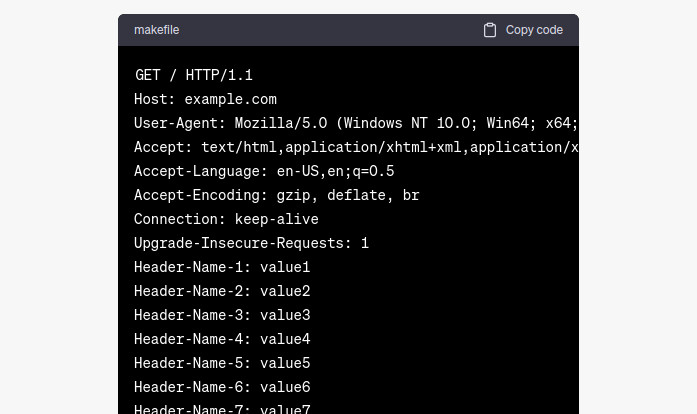 makefile
Copy code
GET / HTTP/1.1
Host: example.com
User-Agent: Mozilla/5.0 (Windows NT 10.0; Win64; x64;
Accept: text/html,application/xhtml+xml,application/x
Accept-Language: en-US,en;q=0.5
Accept-Encoding: gzip, deflate, br
Connection: keep-alive
Upgrade-Insecure-Requests: 1
Header-Name-1: value1
Header-Name-2: value2
Header-Name-3: value3
Header-Name-4: value4
Header-Name-5: value5
Header-Name-6: value6
Header-Name-7: value7